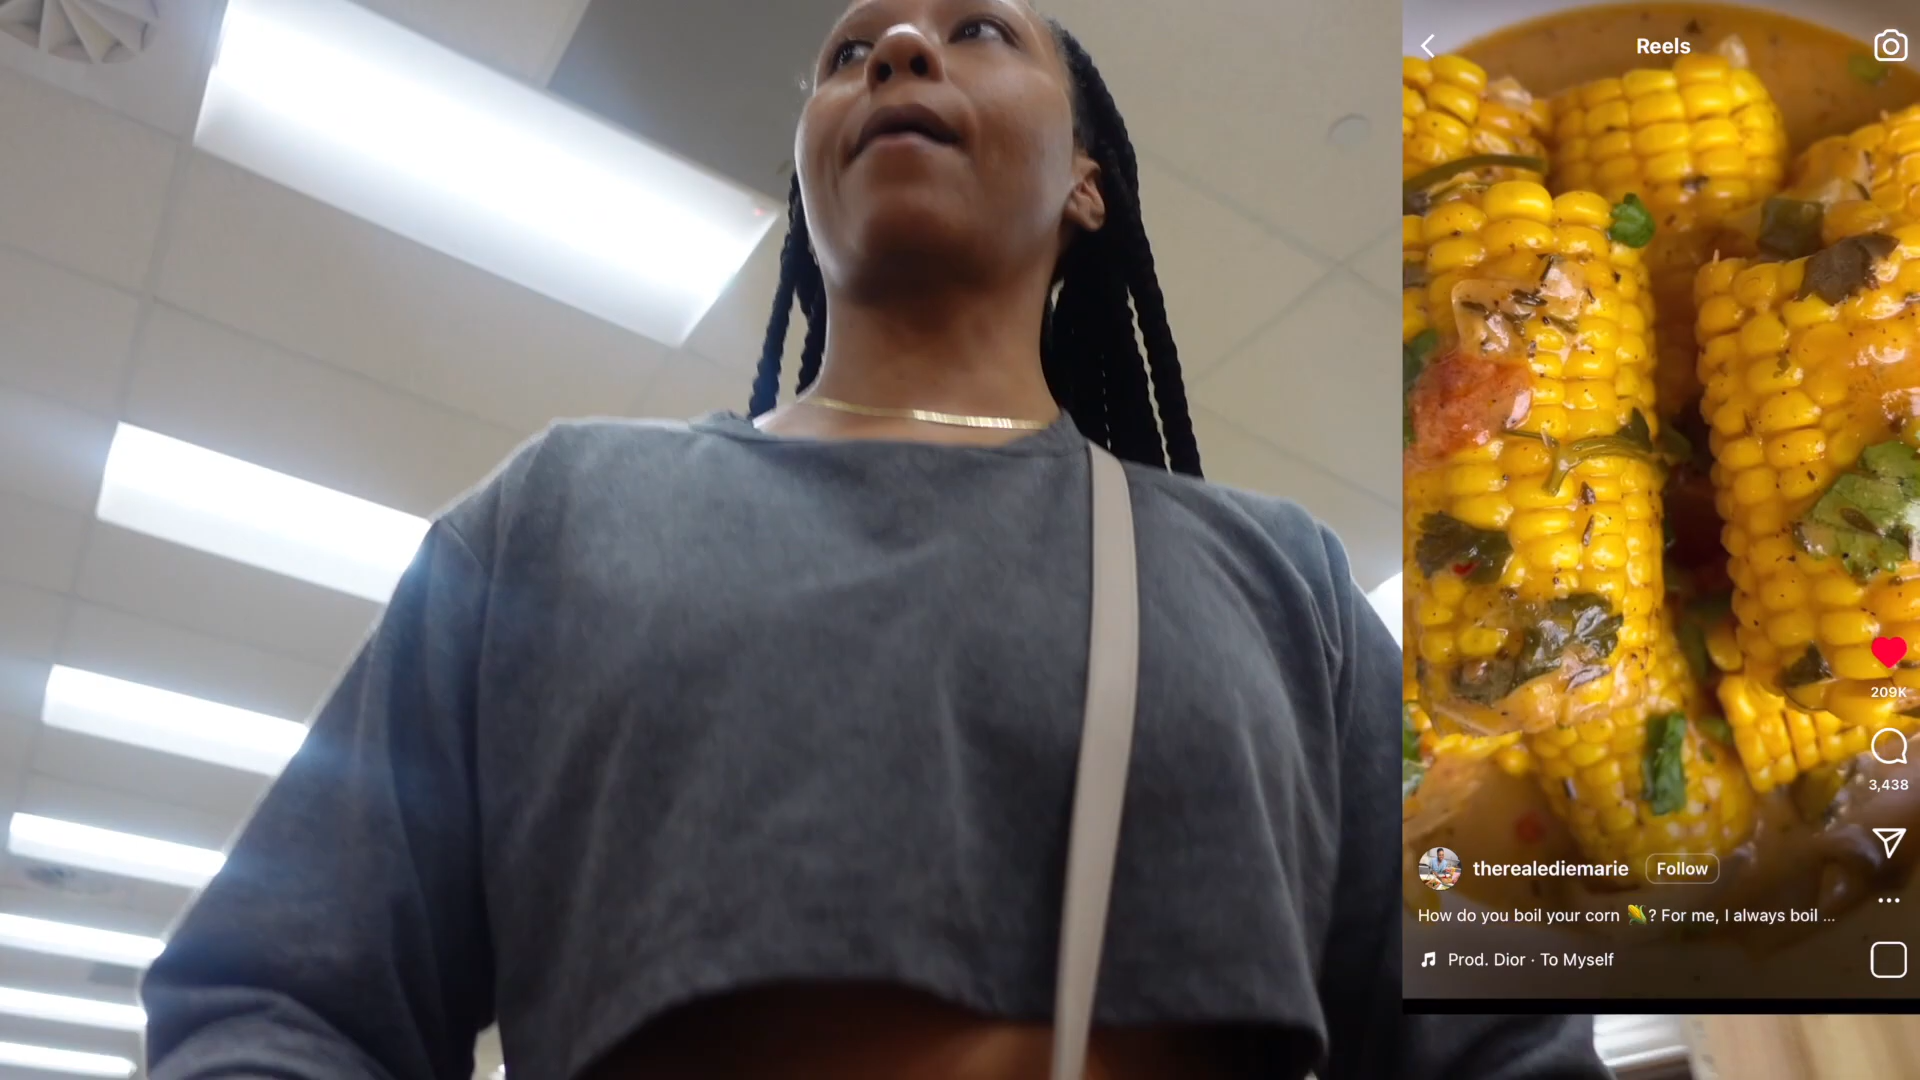 Reels
209K
3,438
therealediemarie Follow
How do you boil your corn 🌽? For me, I always boil ...
Prod. Dior · To Myself